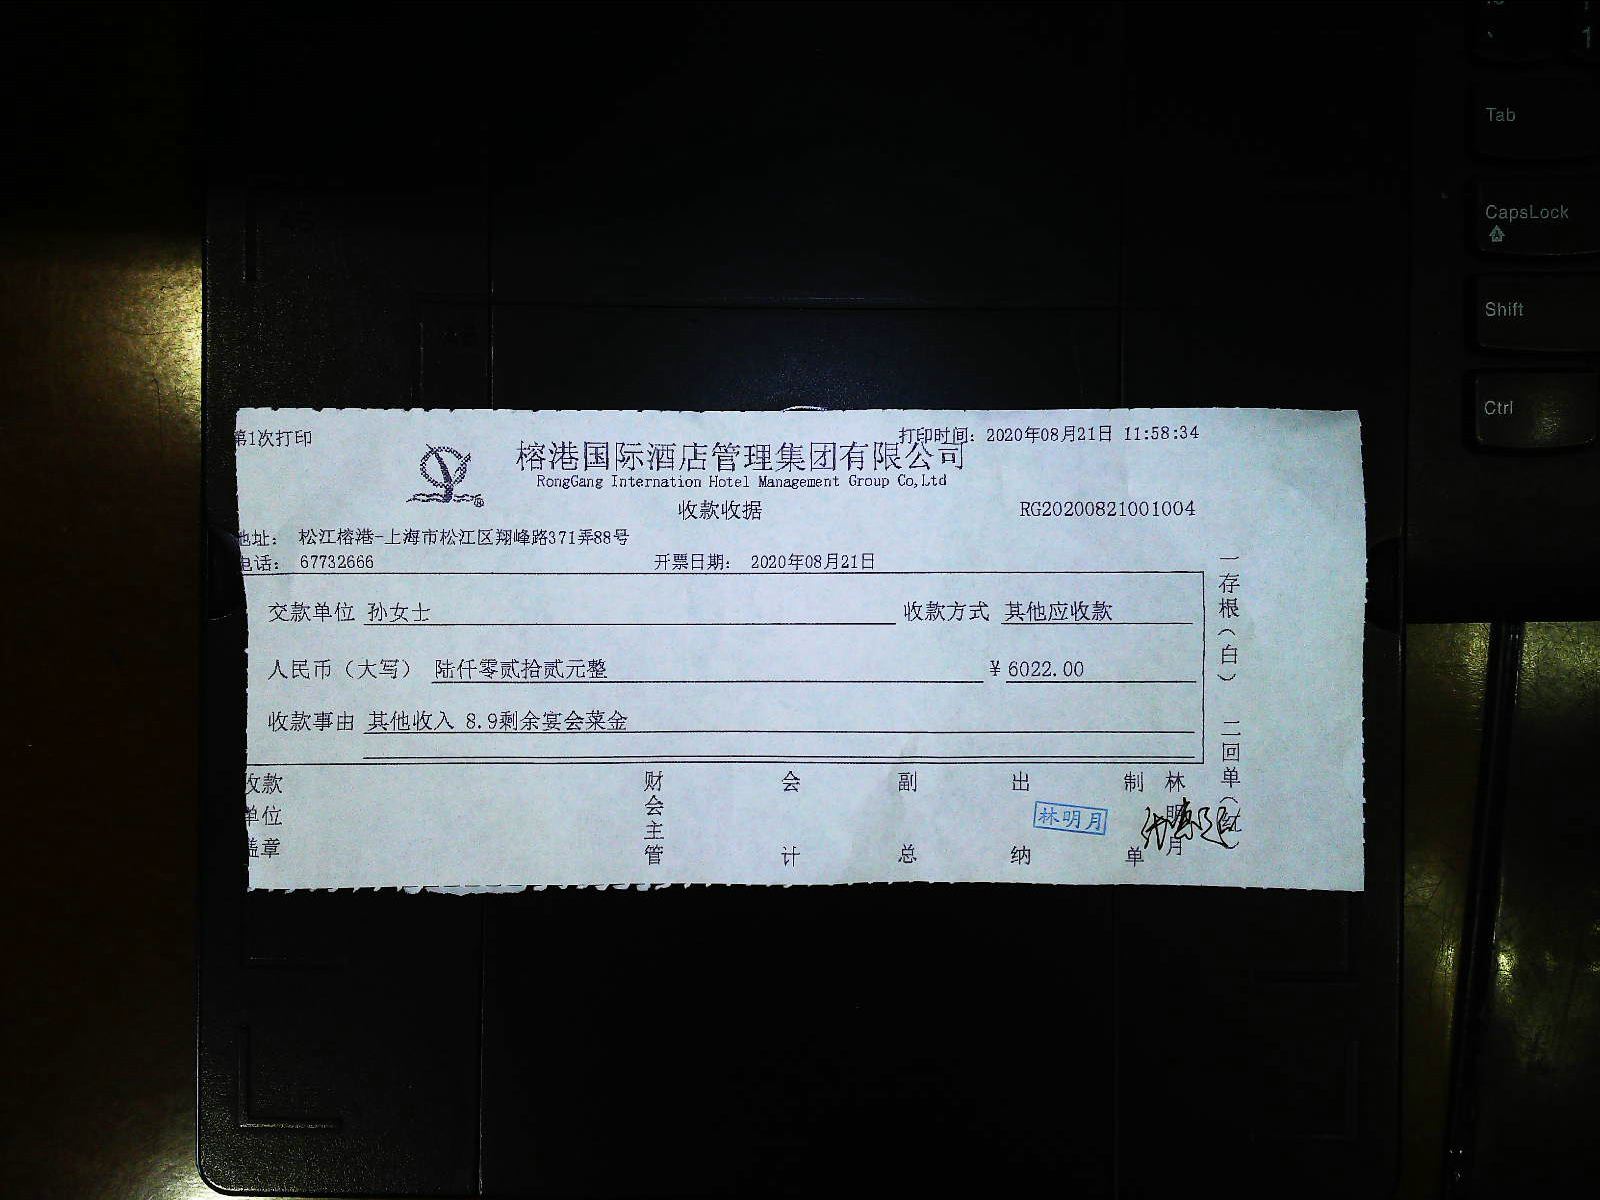 第1次打印
打印时间: 2020年08月21日 11:58:34
榕港国际酒店管理集团有限公司
RongGang Internation Hotel Management Group Co,Ltd
收款收据
RG20200821001004
地址: 松江榕港-上海市松江区翔峰路371弄88号
电话: 67732666
开票日期: 2020年08月21日
交款单位 孙女士 收款方式 其他应收款
人民币（大写） 陆仟零贰拾贰元整 ¥6022.00
收款事由 其他收入 8.9剩余宴会菜金
收款单位盖章
财会主管
会计
副总
出纳
林明月
制单
林明月
一存根(白) 二回单(红)
Tab
CapsLock
Shift
Ctrl